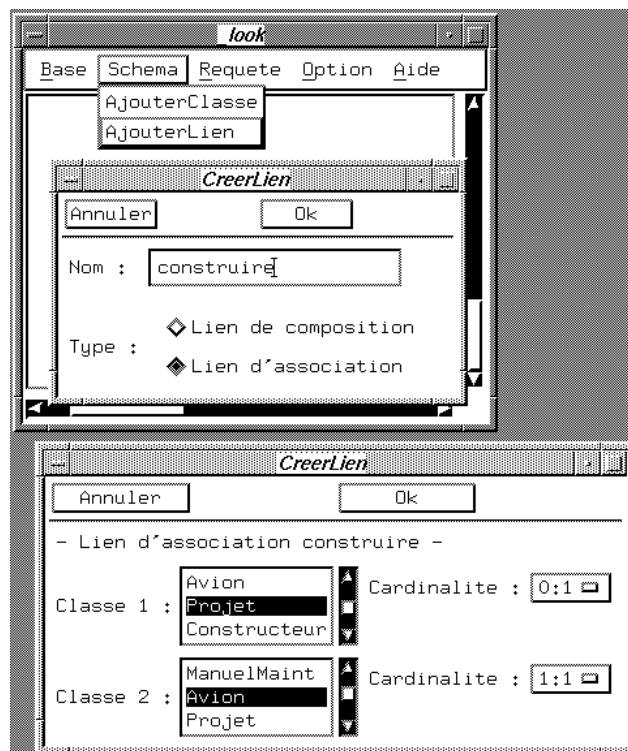 look
Base Schema Requete Option Aide
AjouterClasse
AjouterLien
CreerLien
Annuler Ok
Nom : construire
Type :
Lien de composition
Lien d'association
CreerLien
Annuler Ok
- Lien d'association construire -
Classe 1 :
Avion
Projet
Constructeur
Cardinalite : 0:1
Classe 2 :
ManuelMaint
Avion
Projet
Cardinalite : 1:1